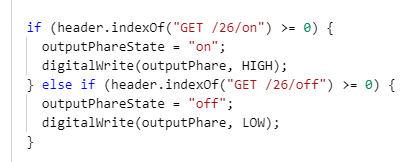 if (header.indexOf("GET /26/on") >= 0) {
  outputPhareState = "on";
  digitalWrite(outputPhare, HIGH);
} else if (header.indexOf("GET /26/off") >= 0) {
  outputPhareState = "off";
  digitalWrite(outputPhare, LOW);
}